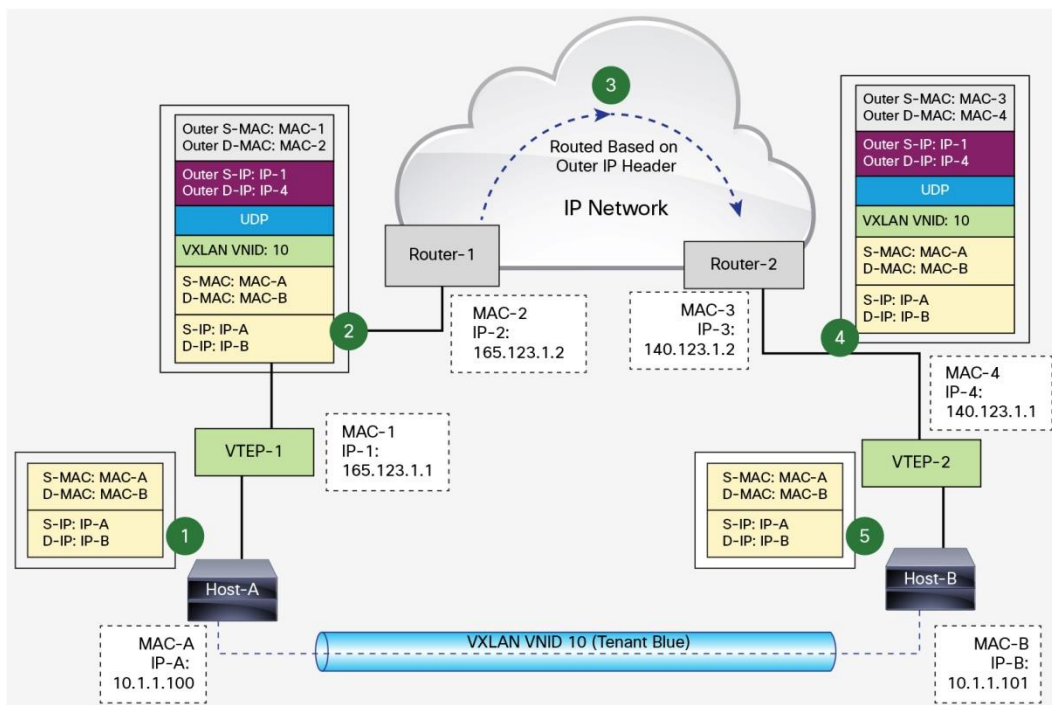 3
Routed Based on
Outer IP Header
IP Network
Outer S-MAC: MAC-1
Outer D-MAC: MAC-2
Outer S-IP: IP-1
Outer D-IP: IP-4
UDP
VXLAN VNID: 10
S-MAC: MAC-A
D-MAC: MAC-B
S-IP: IP-A
D-IP: IP-B
2
Router-1
MAC-2
IP-2:
165.123.1.2
Router-2
MAC-3
IP-3:
140.123.1.2
Outer S-MAC: MAC-3
Outer D-MAC: MAC-4
Outer S-IP: IP-1
Outer D-IP: IP-4
UDP
VXLAN VNID: 10
S-MAC: MAC-A
D-MAC: MAC-B
S-IP: IP-A
D-IP: IP-B
4
MAC-4
IP-4:
140.123.1.1
VTEP-1
MAC-1
IP-1:
165.123.1.1
VTEP-2
S-MAC: MAC-A
D-MAC: MAC-B
S-IP: IP-A
D-IP: IP-B
1
S-MAC: MAC-A
D-MAC: MAC-B
S-IP: IP-A
D-IP: IP-B
5
Host-A
Host-B
MAC-A
IP-A:
10.1.1.100
VXLAN VNID 10 (Tenant Blue)
MAC-B
IP-B:
10.1.1.101